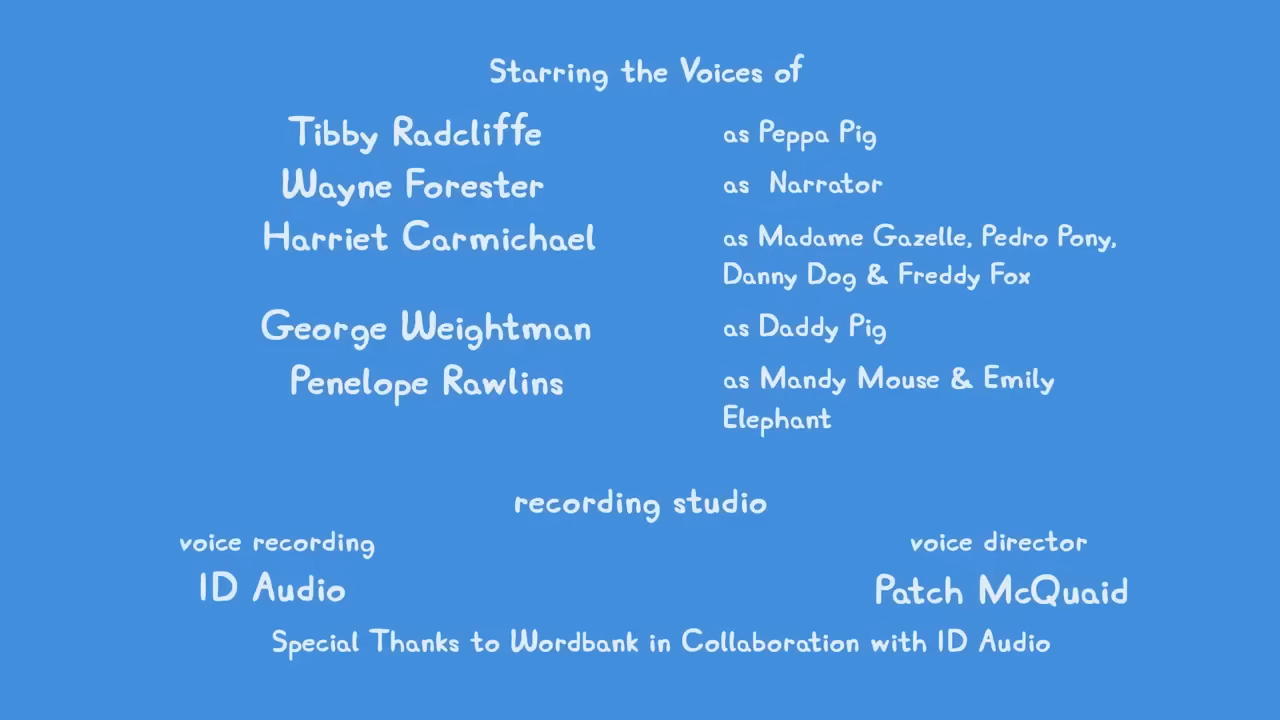 Starring the Voices of
Tibby Radcliffe as Peppa Pig
Wayne Forester as Narrator
Harriet Carmichael as Madame Gazelle, Pedro Pony,
Danny Dog & Freddy Fox
George Weightman as Daddy Pig
Penelope Rawlins as Mandy Mouse & Emily
Elephant
recording studio
voice recording voice director
ID Audio Patch McQuaid
Special Thanks to Wordbank in Collaboration with ID Audio